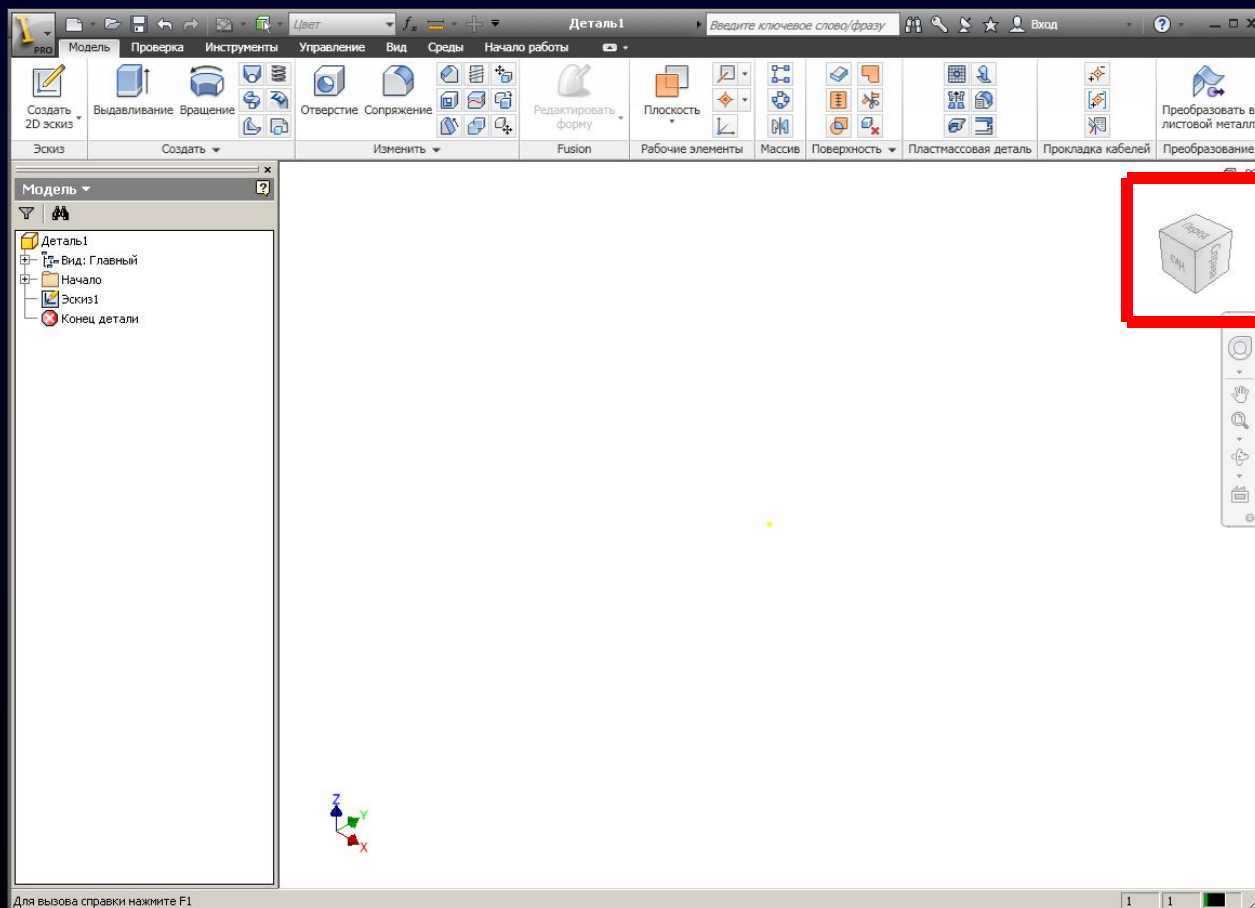 Цвет
Деталь1
Введите ключевое слово/фразу
Вход
PRO
Модель Проверка Инструменты Управление Вид Среды Начало работы
Создать 2D эскиз
Выдавливание
Вращение
Отверстие
Сопряжение
Редактировать форму
Плоскость
Преобразовать в листовой металл
Эскиз Создать Изменить Fusion Рабочие элементы Массив Поверхность Пластмассовая деталь Прокладка кабелей Преобразование
Модель
Деталь1
Вид: Главный
Начало
Эскиз1
Конец детали
Перед
Низ
Справа
Z
Y
X
Для вызова справки нажмите F1
1 1